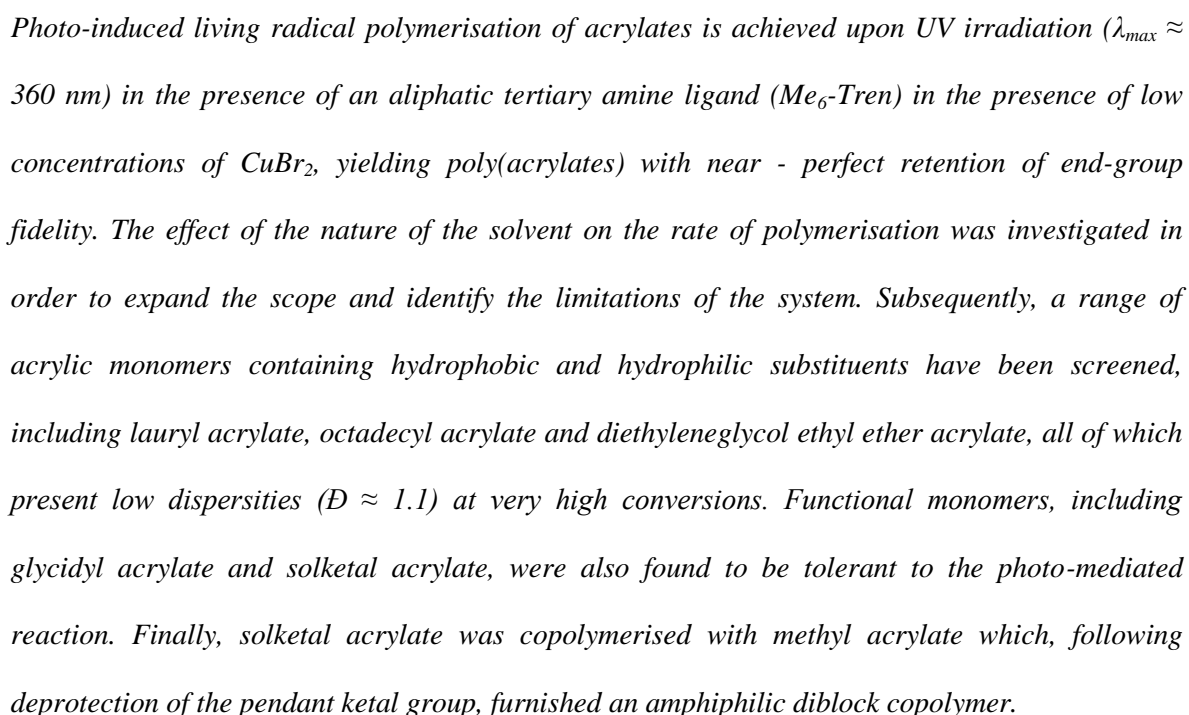 Photo-induced living radical polymerisation of acrylates is achieved upon UV irradiation (λmax ≈
360 nm) in the presence of an aliphatic tertiary amine ligand (Me6-Tren) in the presence of low
concentrations of CuBr2, yielding poly(acrylates) with near - perfect retention of end-group
fidelity. The effect of the nature of the solvent on the rate of polymerisation was investigated in
order to expand the scope and identify the limitations of the system. Subsequently, a range of
acrylic monomers containing hydrophobic and hydrophilic substituents have been screened,
including lauryl acrylate, octadecyl acrylate and diethyleneglycol ethyl ether acrylate, all of which
present low dispersities (Đ ≈ 1.1) at very high conversions. Functional monomers, including
glycidyl acrylate and solketal acrylate, were also found to be tolerant to the photo-mediated
reaction. Finally, solketal acrylate was copolymerised with methyl acrylate which, following
deprotection of the pendant ketal group, furnished an amphiphilic diblock copolymer.